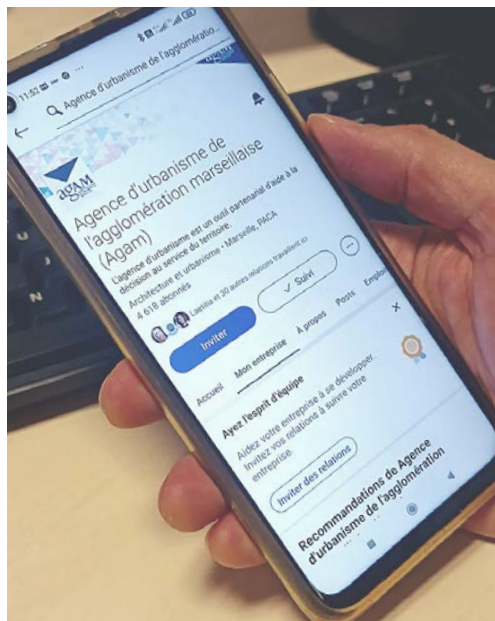 11:52
Agence d'urbanisme de l'agglomératio...
agAM
Agence d'urbanisme de
l'agglomération marseillaise
(Agam)
L'agence d'urbanisme est un outil partenarial d'aide à la
décision au service du territoire.
Architecture et urbanisme • Marseille, PACA
4 618 abonnés
Laetitia et 30 autres relations travaillent ici
Inviter
✓ Suivi
Accueil Mon entreprise À propos Posts Emplo
Ayez l'esprit d'équipe
Aidez votre entreprise à se développer.
Invitez vos relations à suivre votre
entreprise.
Inviter des relations
Recommandations de Agence
d'urbanisme de l'agglomération